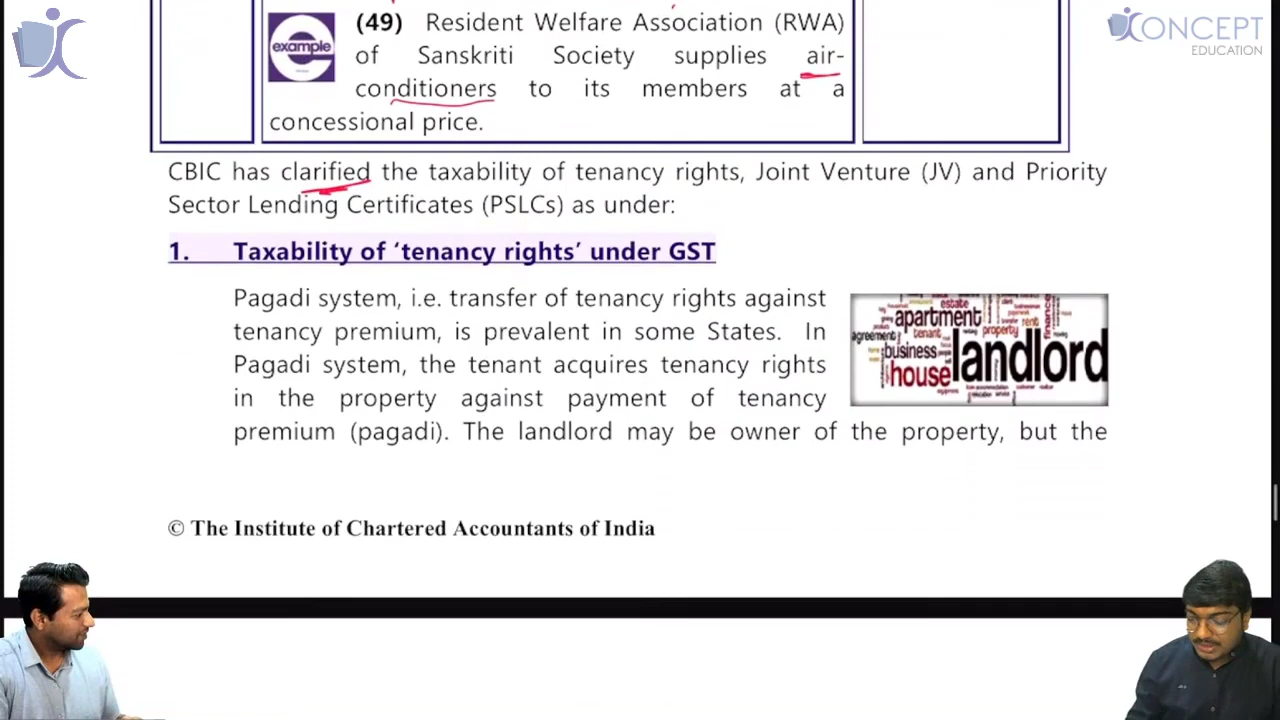 (49) Resident Welfare Association (RWA)
of Sanskriti Society supplies air-
conditioners to its members at a
concessional price.
example
CONCEPT
EDUCATION
CBIC has clarified the taxability of tenancy rights, Joint Venture (JV) and Priority
Sector Lending Certificates (PSLCs) as under:
1. Taxability of ‘tenancy rights’ under GST
Pagadi system, i.e. transfer of tenancy rights against
tenancy premium, is prevalent in some States. In
Pagadi system, the tenant acquires tenancy rights
in the property against payment of tenancy
premium (pagadi). The landlord may be owner of the property, but the
estate
apartment
rent
finance
agreement
tenant
property
business
landlord
house
© The Institute of Chartered Accountants of India